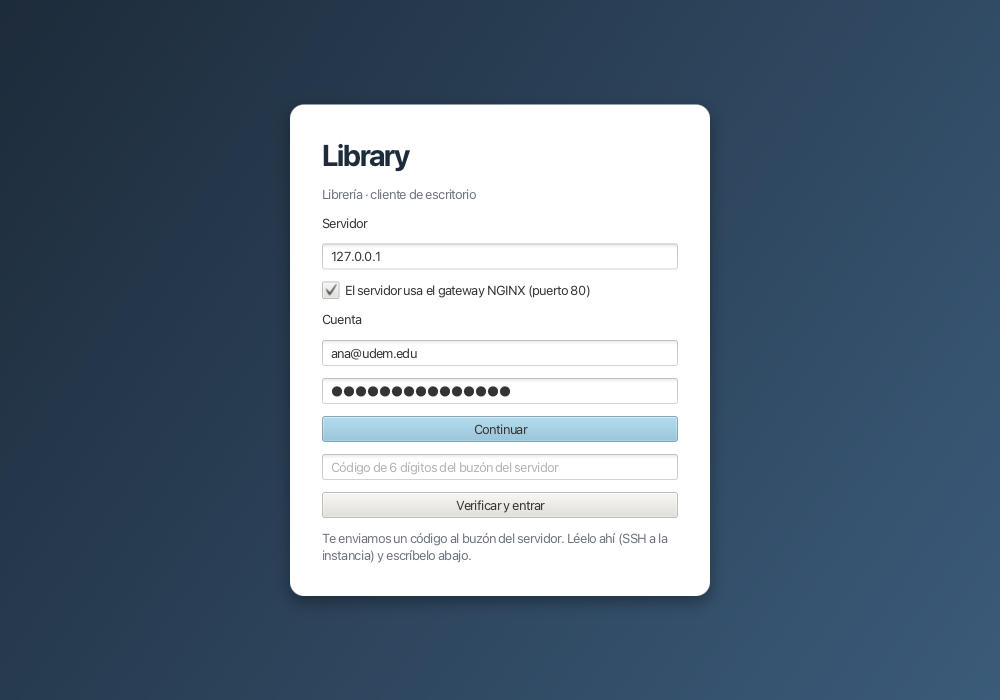 Library
Librería · cliente de escritorio
Servidor
127.0.0.1
El servidor usa el gateway NGINX (puerto 80)
Cuenta
ana@udem.edu
●●●●●●●●●●●●●●●
Continuar
Código de 6 dígitos del buzón del servidor
Verificar y entrar
Te enviamos un código al buzón del servidor. Léelo ahí (SSH a la
instancia) y escríbelo abajo.